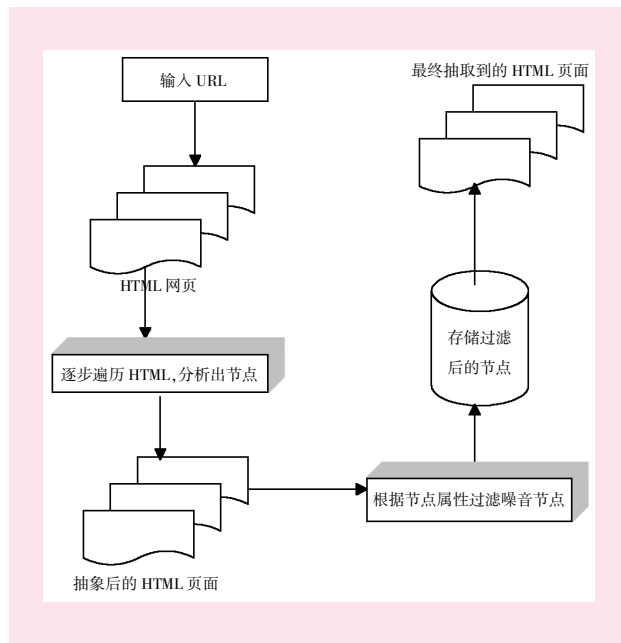 输入 URL
HTML 网页
逐步遍历 HTML,分析出节点
抽象后的 HTML 页面
根据节点属性过滤噪音节点
存储过滤
后的节点
最终抽取到的 HTML 页面